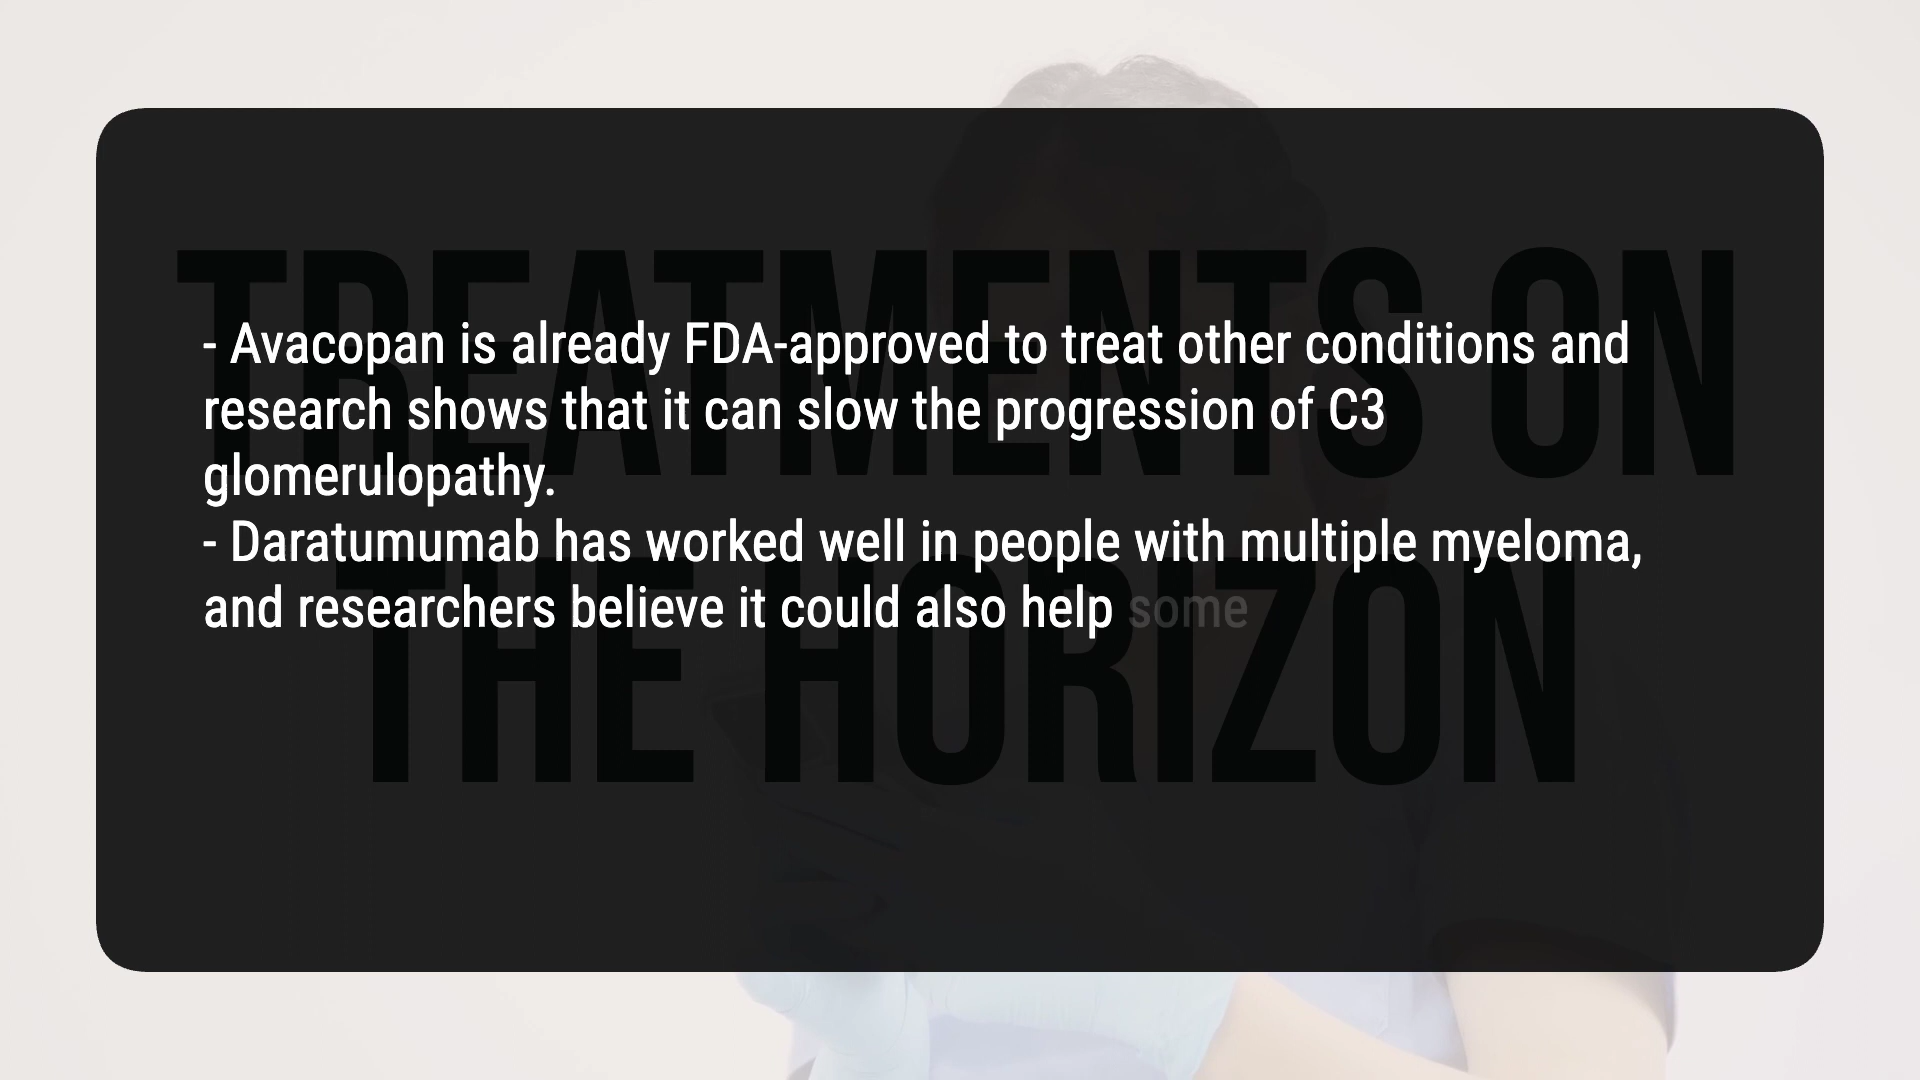 TREATMENTS ON
THE HORIZON
- Avacopan is already FDA-approved to treat other conditions and
research shows that it can slow the progression of C3
glomerulopathy.
- Daratumumab has worked well in people with multiple myeloma,
and researchers believe it could also help some